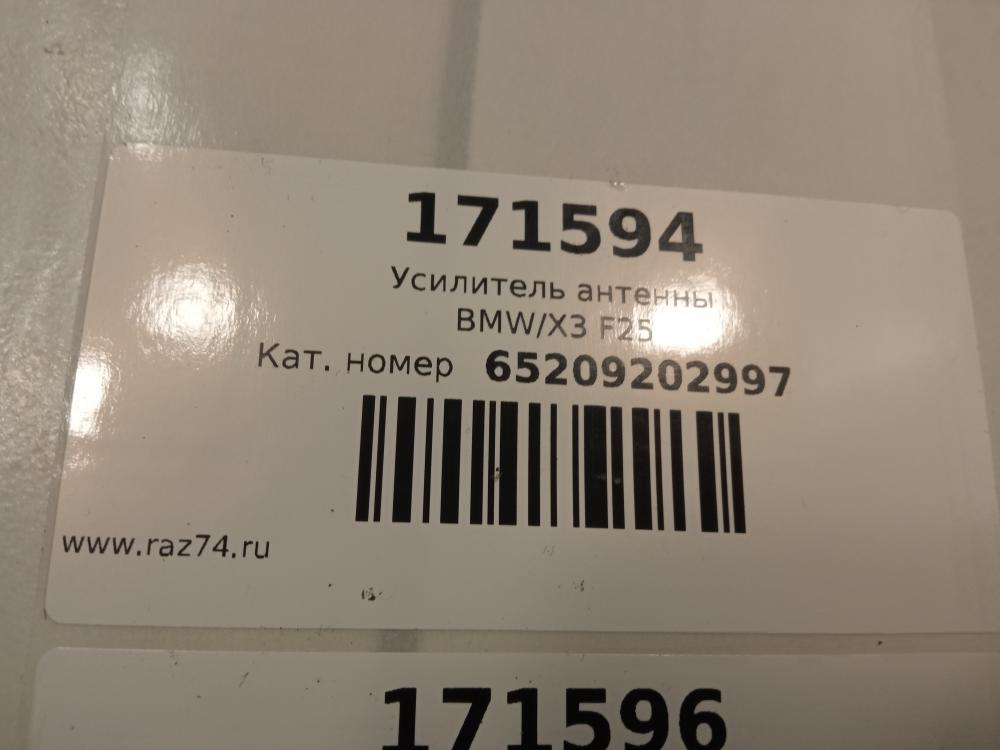 171594
Усилитель антенны
BMW/X3 F25
Кат. номер 65209202997
www.raz74.ru
171596